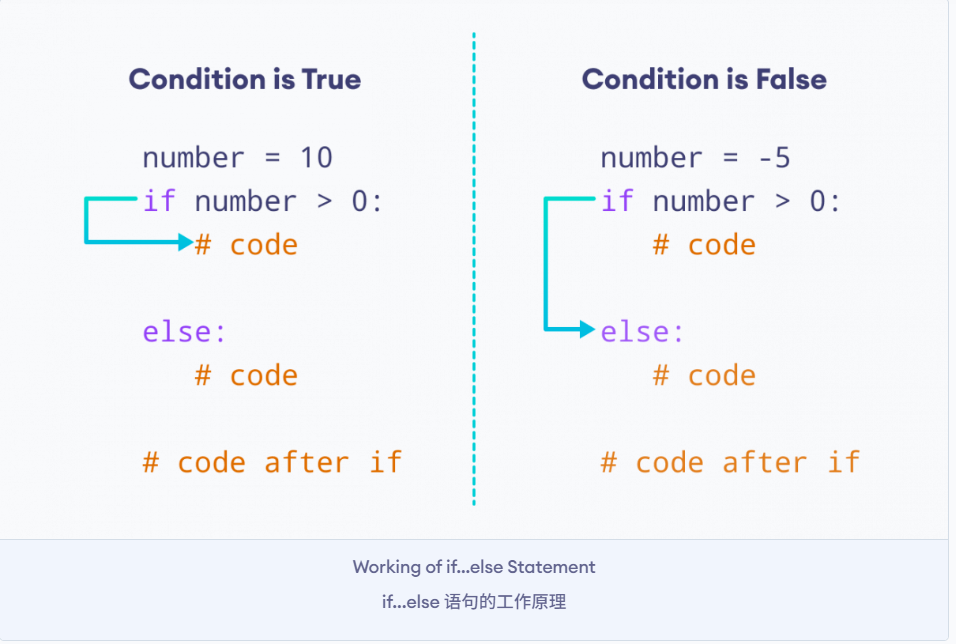 Condition is True
number = 10
if number > 0:
# code
else:
# code
# code after if
Condition is False
number = -5
if number > 0:
# code
else:
# code
# code after if
Working of if...else Statement
if...else 语句的工作原理